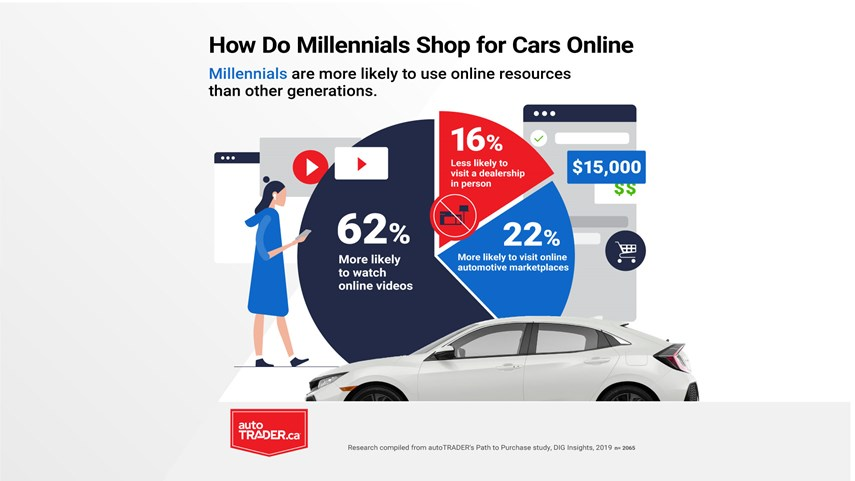 How Do Millennials Shop for Cars Online
Millennials are more likely to use online resources
than other generations.
16%
Less likely to
visit a dealership
in person
$15,000
$$
62%
More likely
to watch
online videos
22%
More likely to visit online
automotive marketplaces
auto
TRADER.ca
Research compiled from autoTRADER's Path to Purchase study, DIG Insights, 2019 n= 2065